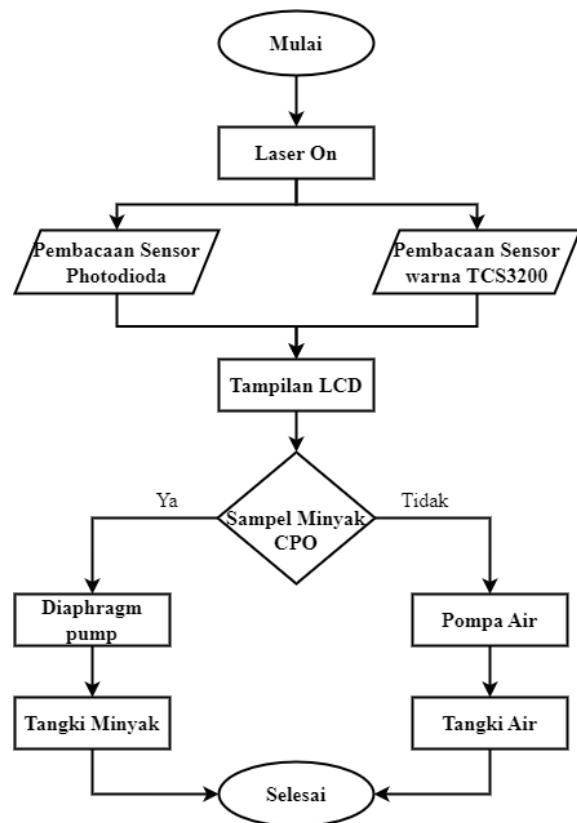 Mulai
Laser On
Pembacaan Sensor
Photodioda
Pembacaan Sensor
warna TCS3200
Tampilan LCD
Ya
Sampel Minyak
CPO
Tidak
Diaphragm
pump
Pompa Air
Tangki Minyak
Tangki Air
Selesai